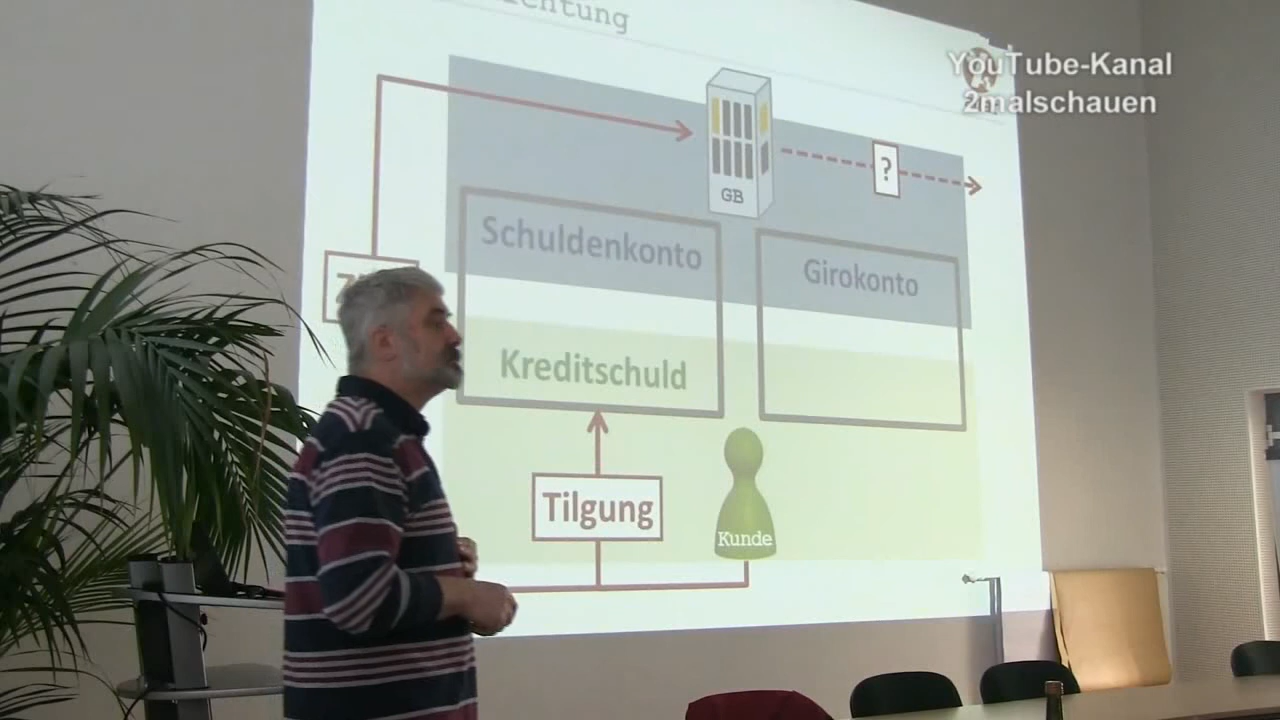 YouTube-Kanal
2malschauen
GB
?
Schuldenkonto
Girokonto
Kreditschuld
Tilgung
Kunde